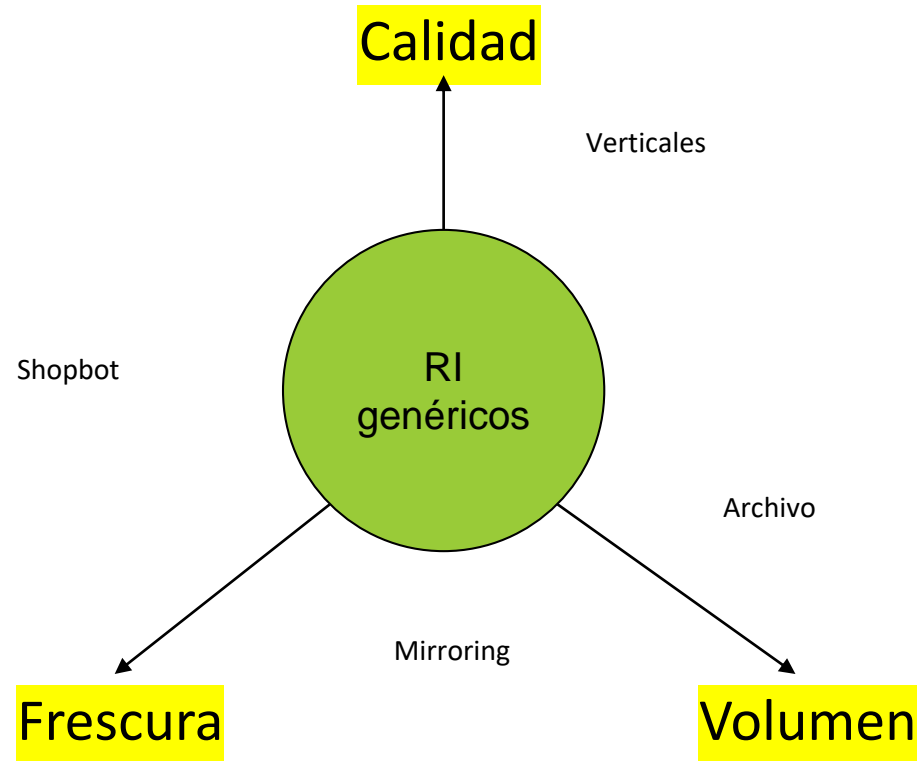 Calidad
Verticales
RI
genéricos
Shopbot
Archivo
Mirroring
Frescura
Volumen